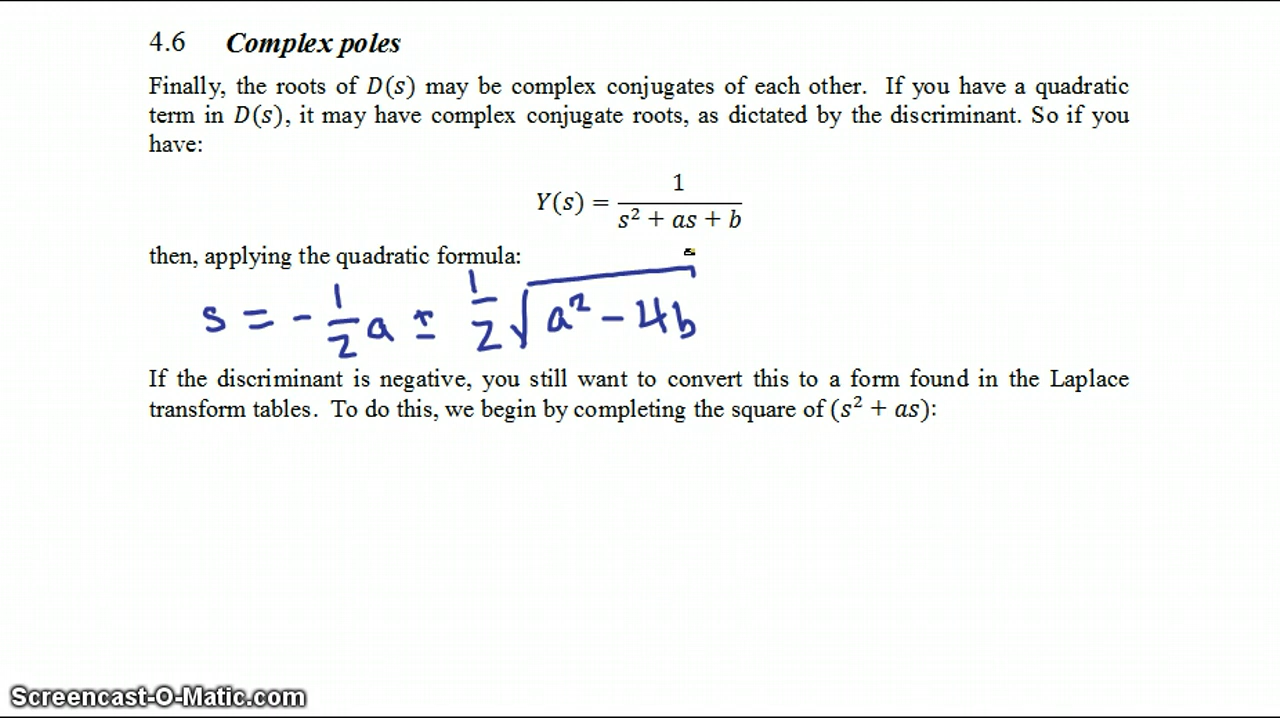 4.6 Complex poles
Finally, the roots of D(s) may be complex conjugates of each other. If you have a quadratic
term in D(s), it may have complex conjugate roots, as dictated by the discriminant. So if you
have:
Y(s) = 1 / (s² + as + b)
then, applying the quadratic formula:
s = - 1/2 a ± 1/2 √(a² - 4b)
If the discriminant is negative, you still want to convert this to a form found in the Laplace
transform tables. To do this, we begin by completing the square of (s² + as):
Screencast-O-Matic.com